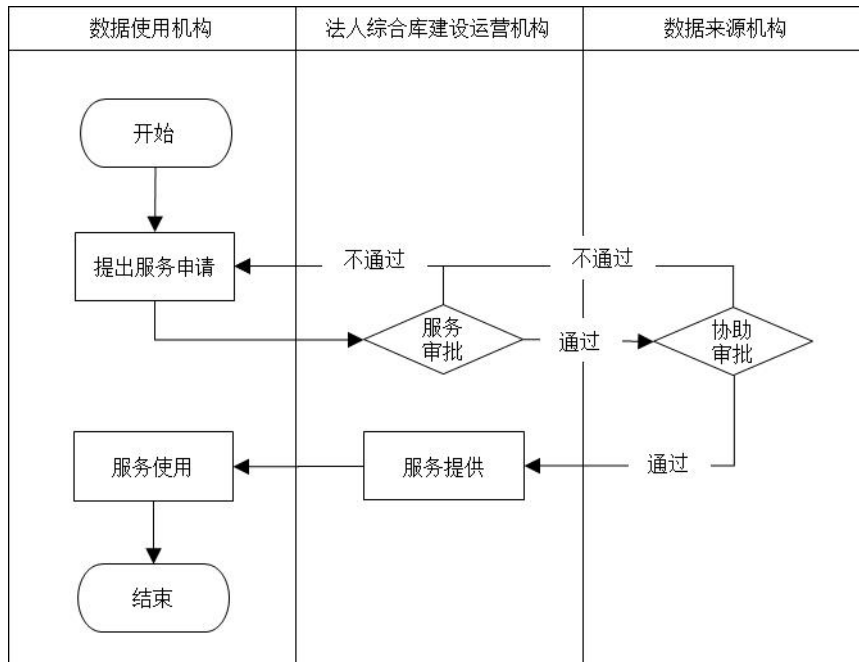 数据使用机构
法人综合库建设运营机构
数据来源机构
开始
提出服务申请
不通过
不通过
服务
审批
通过
协助
审批
服务使用
服务提供
通过
结束